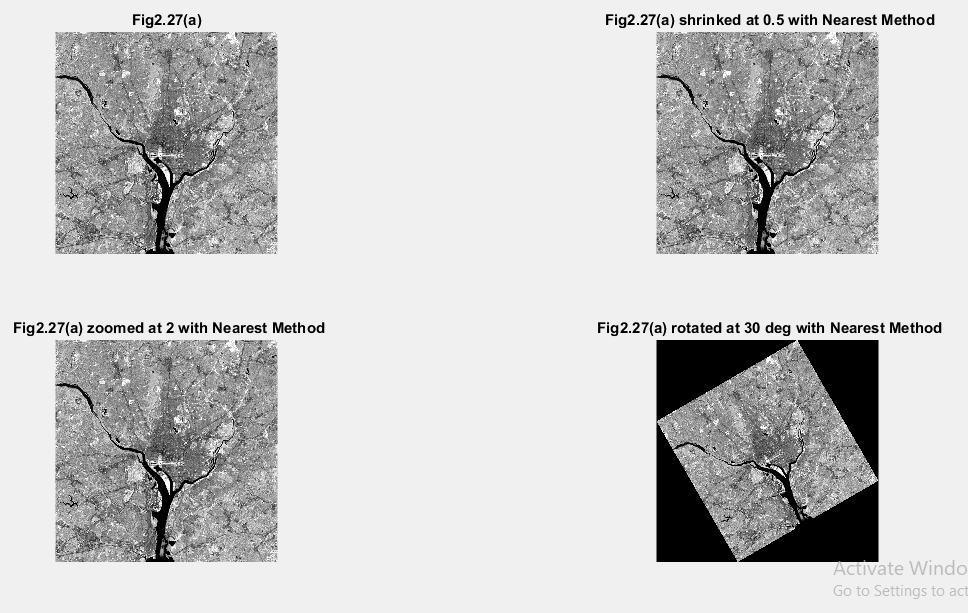 Fig2.27(a)
Fig2.27(a) shrinked at 0.5 with Nearest Method
Fig2.27(a) zoomed at 2 with Nearest Method
Fig2.27(a) rotated at 30 deg with Nearest Method
Activate Windo
Go to Settings to act